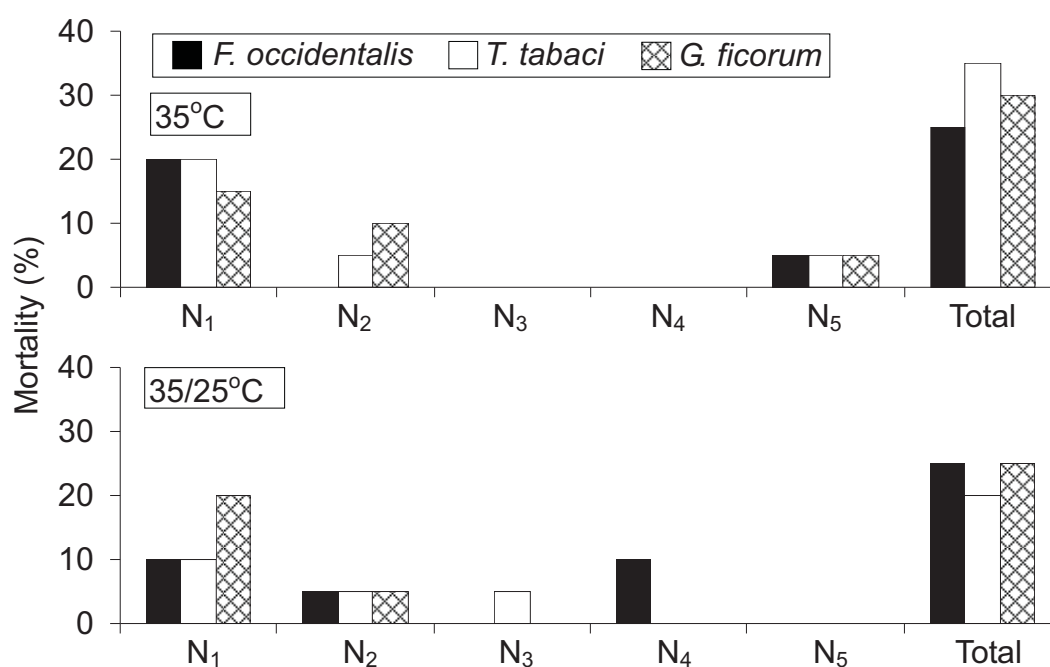 Mortality (%)
40
30
20
10
0
F. occidentalis T. tabaci G. ficorum
35°C
N₁ N₂ N₃ N₄ N₅ Total
40
30
20
10
0
35/25°C
N₁ N₂ N₃ N₄ N₅ Total